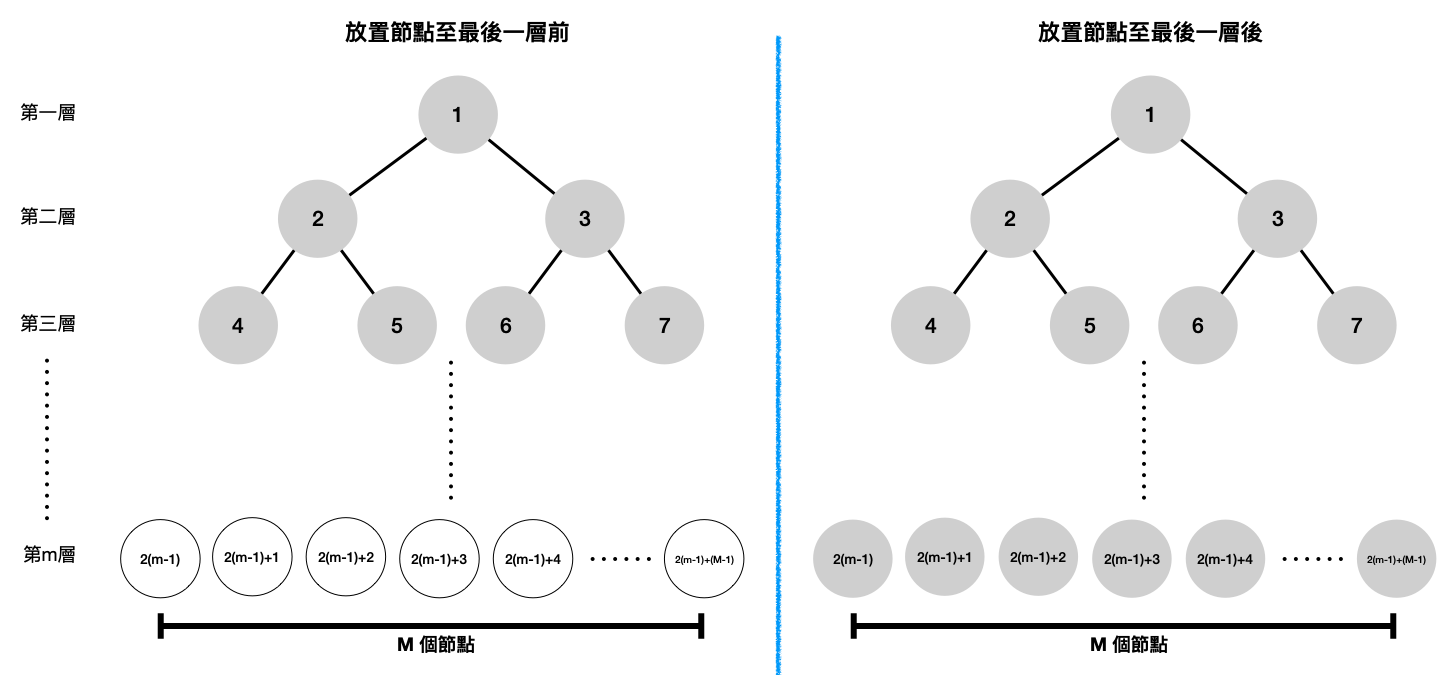 放置節點至最後一層前
放置節點至最後一層後
第一層
1
1
第二層
2
3
2
3
第三層
4
5
6
7
4
5
6
7
第m層
2(m-1)
2(m-1)+1
2(m-1)+2
2(m-1)+3
2(m-1)+4
2(m-1)+(M-1)
2(m-1)
2(m-1)+1
2(m-1)+2
2(m-1)+3
2(m-1)+4
2(m-1)+(M-1)
M 個節點
M 個節點